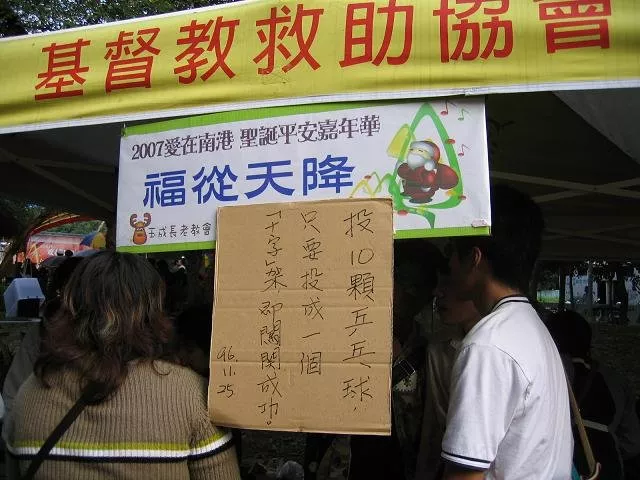 基督教救助協會
2007愛在南港 聖誕平安嘉年華
福從天降
玉成長老教會
投10顆乒乓球,
只要投成一個
「十字」架即闖關成功!
96.11.25